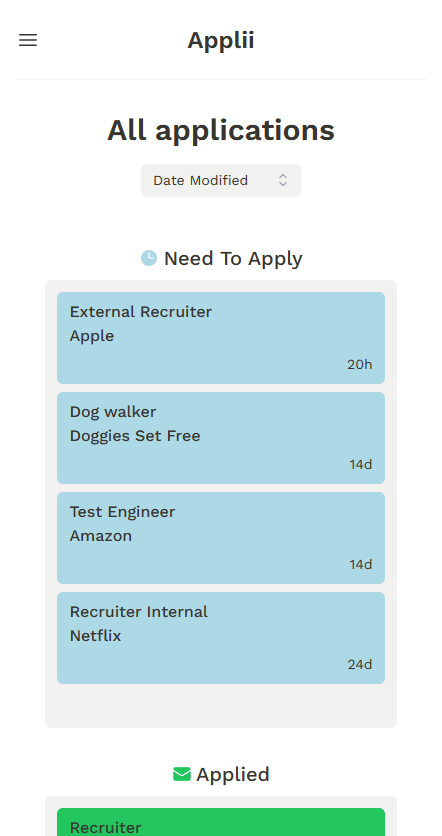 Applii
All applications
Date Modified
Need To Apply
External Recruiter
Apple
20h
Dog walker
Doggies Set Free
14d
Test Engineer
Amazon
14d
Recruiter Internal
Netflix
24d
Applied
Recruiter